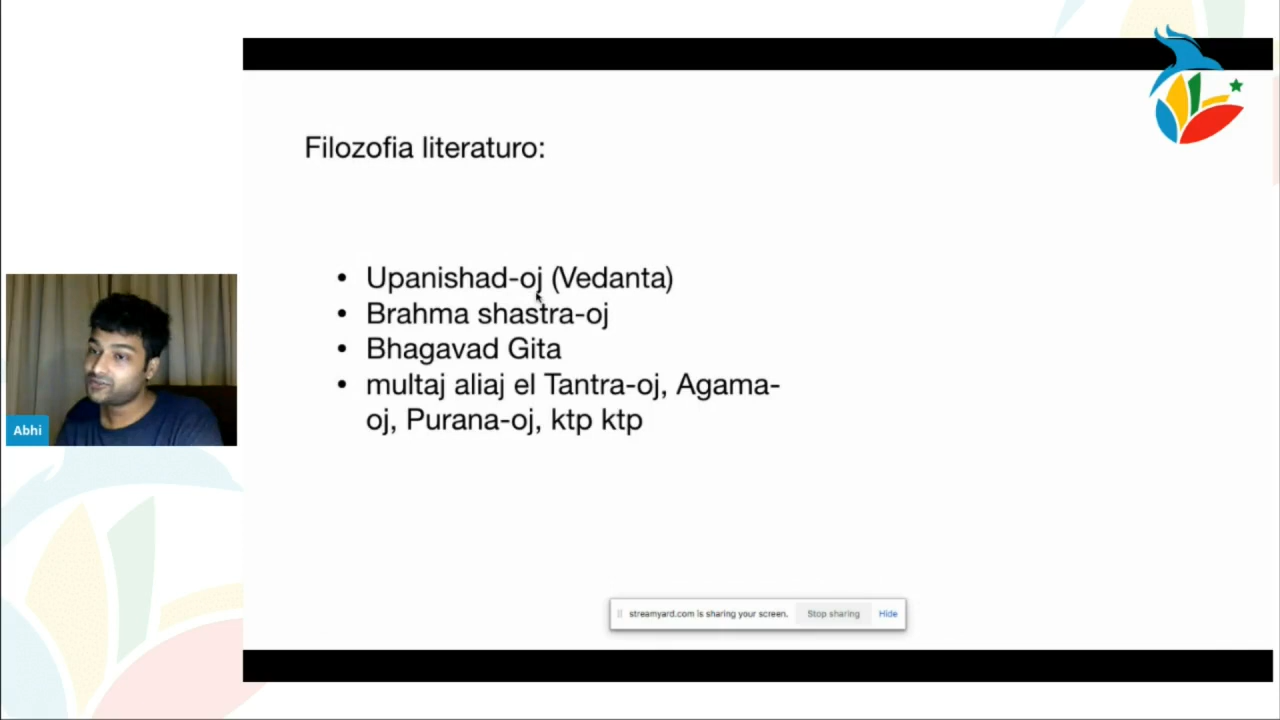 Filozofia literaturo:
• Upanishad-oj (Vedanta)
• Brahma shastra-oj
• Bhagavad Gita
• multaj aliaj el Tantra-oj, Agama-
oj, Purana-oj, ktp ktp
Abhi
streamyard.com is sharing your screen. Stop sharing Hide